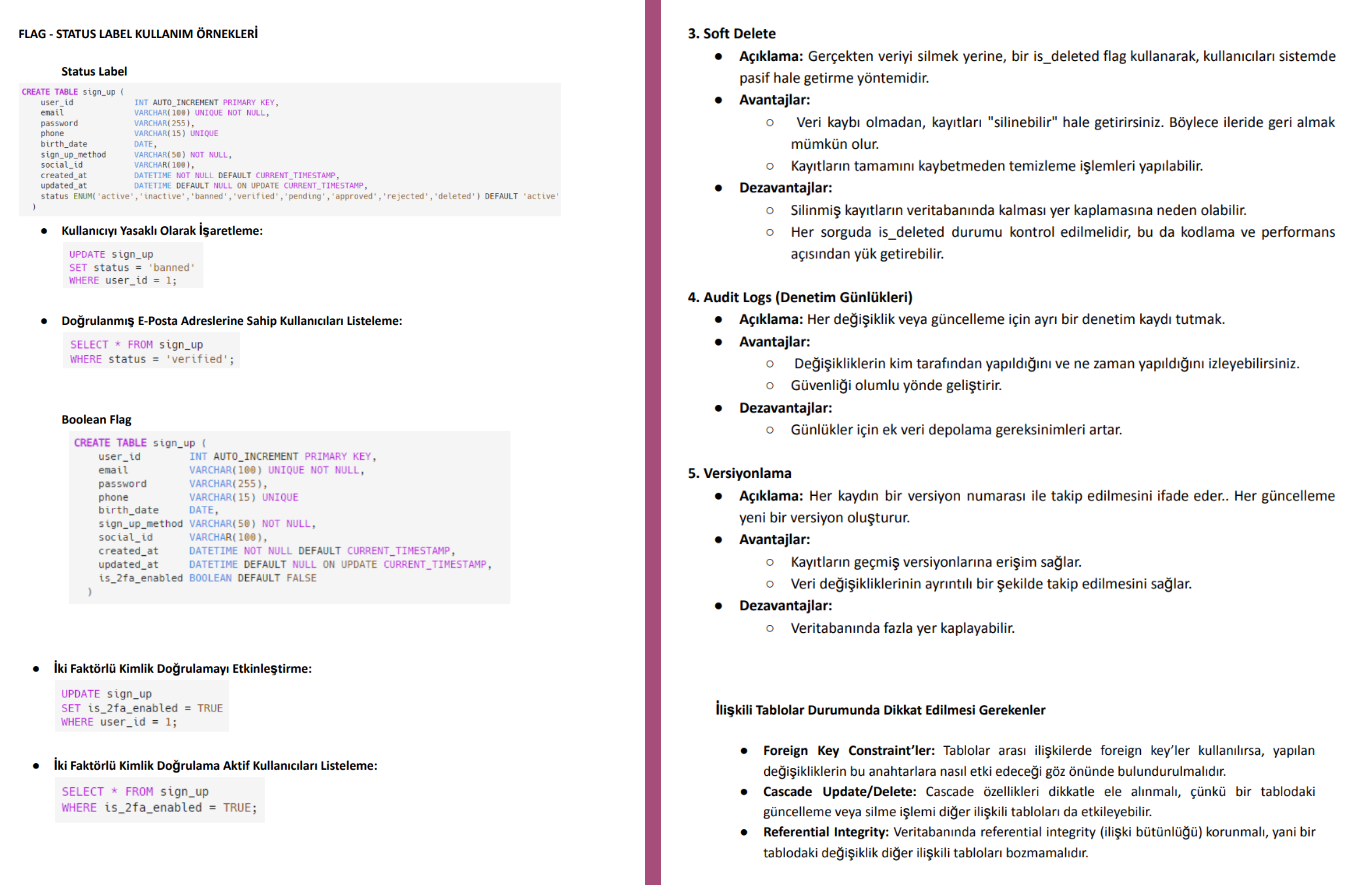 FLAG - STATUS LABEL KULLANIM ÖRNEKLERİ
Status Label
CREATE TABLE sign_up (
user_id INT AUTO_INCREMENT PRIMARY KEY,
email VARCHAR(100) UNIQUE NOT NULL,
password VARCHAR(255),
phone VARCHAR(15) UNIQUE
birth_date DATE,
sign_up_method VARCHAR(50) NOT NULL,
social_id VARCHAR(100),
created_at DATETIME NOT NULL DEFAULT CURRENT_TIMESTAMP,
updated_at DATETIME DEFAULT NULL ON UPDATE CURRENT_TIMESTAMP,
status ENUM('active','inactive','banned','verified','pending','approved','rejected','deleted') DEFAULT 'active'
)
● Kullanıcıyı Yasaklı Olarak İşaretleme:
UPDATE sign_up
SET status = 'banned'
WHERE user_id = 1;
● Doğrulanmış E-Posta Adreslerine Sahip Kullanıcıları Listeleme:
SELECT * FROM sign_up
WHERE status = 'verified';
Boolean Flag
CREATE TABLE sign_up (
user_id INT AUTO_INCREMENT PRIMARY KEY,
email VARCHAR(100) UNIQUE NOT NULL,
password VARCHAR(255),
phone VARCHAR(15) UNIQUE
birth_date DATE,
sign_up_method VARCHAR(50) NOT NULL,
social_id VARCHAR(100),
created_at DATETIME NOT NULL DEFAULT CURRENT_TIMESTAMP,
updated_at DATETIME DEFAULT NULL ON UPDATE CURRENT_TIMESTAMP,
is_2fa_enabled BOOLEAN DEFAULT FALSE
)
● İki Faktörlü Kimlik Doğrulamayı Etkinleştirme:
UPDATE sign_up
SET is_2fa_enabled = TRUE
WHERE user_id = 1;
● İki Faktörlü Kimlik Doğrulama Aktif Kullanıcıları Listeleme:
SELECT * FROM sign_up
WHERE is_2fa_enabled = TRUE;
3. Soft Delete
● Açıklama: Gerçekten veriyi silmek yerine, bir is_deleted flag kullanarak, kullanıcıları sistemde
pasif hale getirme yöntemidir.
● Avantajlar:
○ Veri kaybı olmadan, kayıtları "silinebilir" hale getirirsiniz. Böylece ileride geri almak
mümkün olur.
○ Kayıtların tamamını kaybetmeden temizleme işlemleri yapılabilir.
● Dezavantajlar:
○ Silinmiş kayıtların veritabanında kalması yer kaplamasına neden olabilir.
○ Her sorguda is_deleted durumu kontrol edilmelidir, bu da kodlama ve performans
açısından yük getirebilir.
4. Audit Logs (Denetim Günlükleri)
● Açıklama: Her değişiklik veya güncelleme için ayrı bir denetim kaydı tutmak.
● Avantajlar:
○ Değişikliklerin kim tarafından yapıldığını ve ne zaman yapıldığını izleyebilirsiniz.
○ Güvenliği olumlu yönde geliştirir.
● Dezavantajlar:
○ Günlükler için ek veri depolama gereksinimleri artar.
5. Versiyonlama
● Açıklama: Her kaydın bir versiyon numarası ile takip edilmesini ifade eder.. Her güncelleme
yeni bir versiyon oluşturur.
● Avantajlar:
○ Kayıtların geçmiş versiyonlarına erişim sağlar.
○ Veri değişikliklerinin ayrıntılı bir şekilde takip edilmesini sağlar.
● Dezavantajlar:
○ Veritabanında fazla yer kaplayabilir.
İlişkili Tablolar Durumunda Dikkat Edilmesi Gerekenler
● Foreign Key Constraint’ler: Tablolar arası ilişkilerde foreign key’ler kullanılırsa, yapılan
değişikliklerin bu anahtarlara nasıl etki edeceği göz önünde bulundurulmalıdır.
● Cascade Update/Delete: Cascade özellikleri dikkatle ele alınmalı, çünkü bir tablodaki
güncelleme veya silme işlemi diğer ilişkili tabloları da etkileyebilir.
● Referential Integrity: Veritabanında referential integrity (ilişki bütünlüğü) korunmalı, yani bir
tablodaki değişiklik diğer ilişkili tabloları bozmamalıdır.